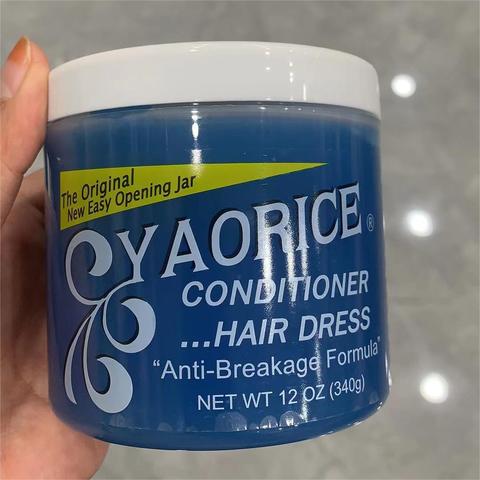 The Original
New Easy Opening Jar
YAORICE ®
CONDITIONER
...HAIR DRESS
"Anti-Breakage Formula"
NET WT 12 OZ (340g)